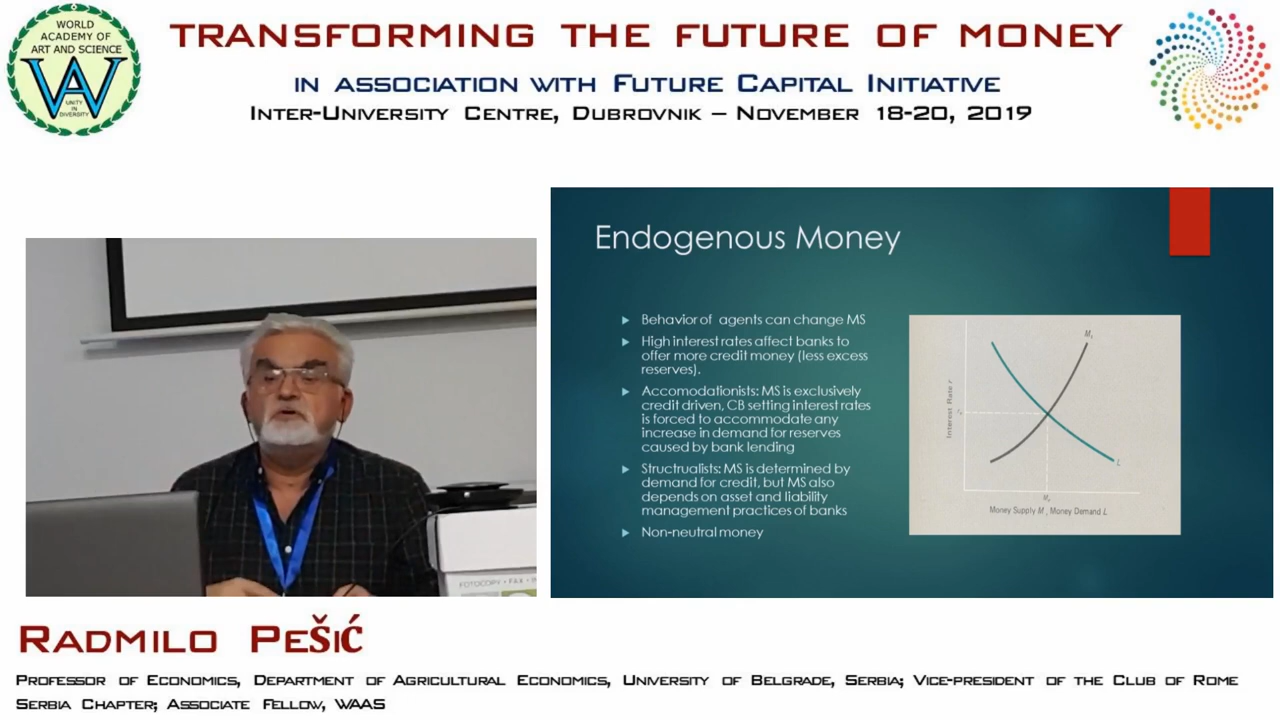 WORLD
ACADEMY OF
ART AND SCIENCE
UNITY
IN
DIVERSITY
TRANSFORMING THE FUTURE OF MONEY
IN ASSOCIATION WITH FUTURE CAPITAL INITIATIVE
INTER-UNIVERSITY CENTRE, DUBROVNIK – NOVEMBER 18-20, 2019
Endogenous Money
Behavior of agents can change MS
High interest rates affect banks to
offer more credit money (less excess
reserves).
Accomodationists: MS is exclusively
credit driven, CB setting interest rates
is forced to accommodate any
increase in demand for reserves
caused by bank lending
Structrualists: MS is determined by
demand for credit, but MS also
depends on asset and liability
management practices of banks
Non-neutral money
Interest Rate r
L
Money Supply M , Money Demand L
FOTOCOPY • FAX •
RADMILO PEŠIĆ
PROFESSOR OF ECONOMICS, DEPARTMENT OF AGRICULTURAL ECONOMICS, UNIVERSITY OF BELGRADE, SERBIA; VICE-PRESIDENT OF THE CLUB OF ROME
SERBIA CHAPTER; ASSOCIATE FELLOW, WAAS